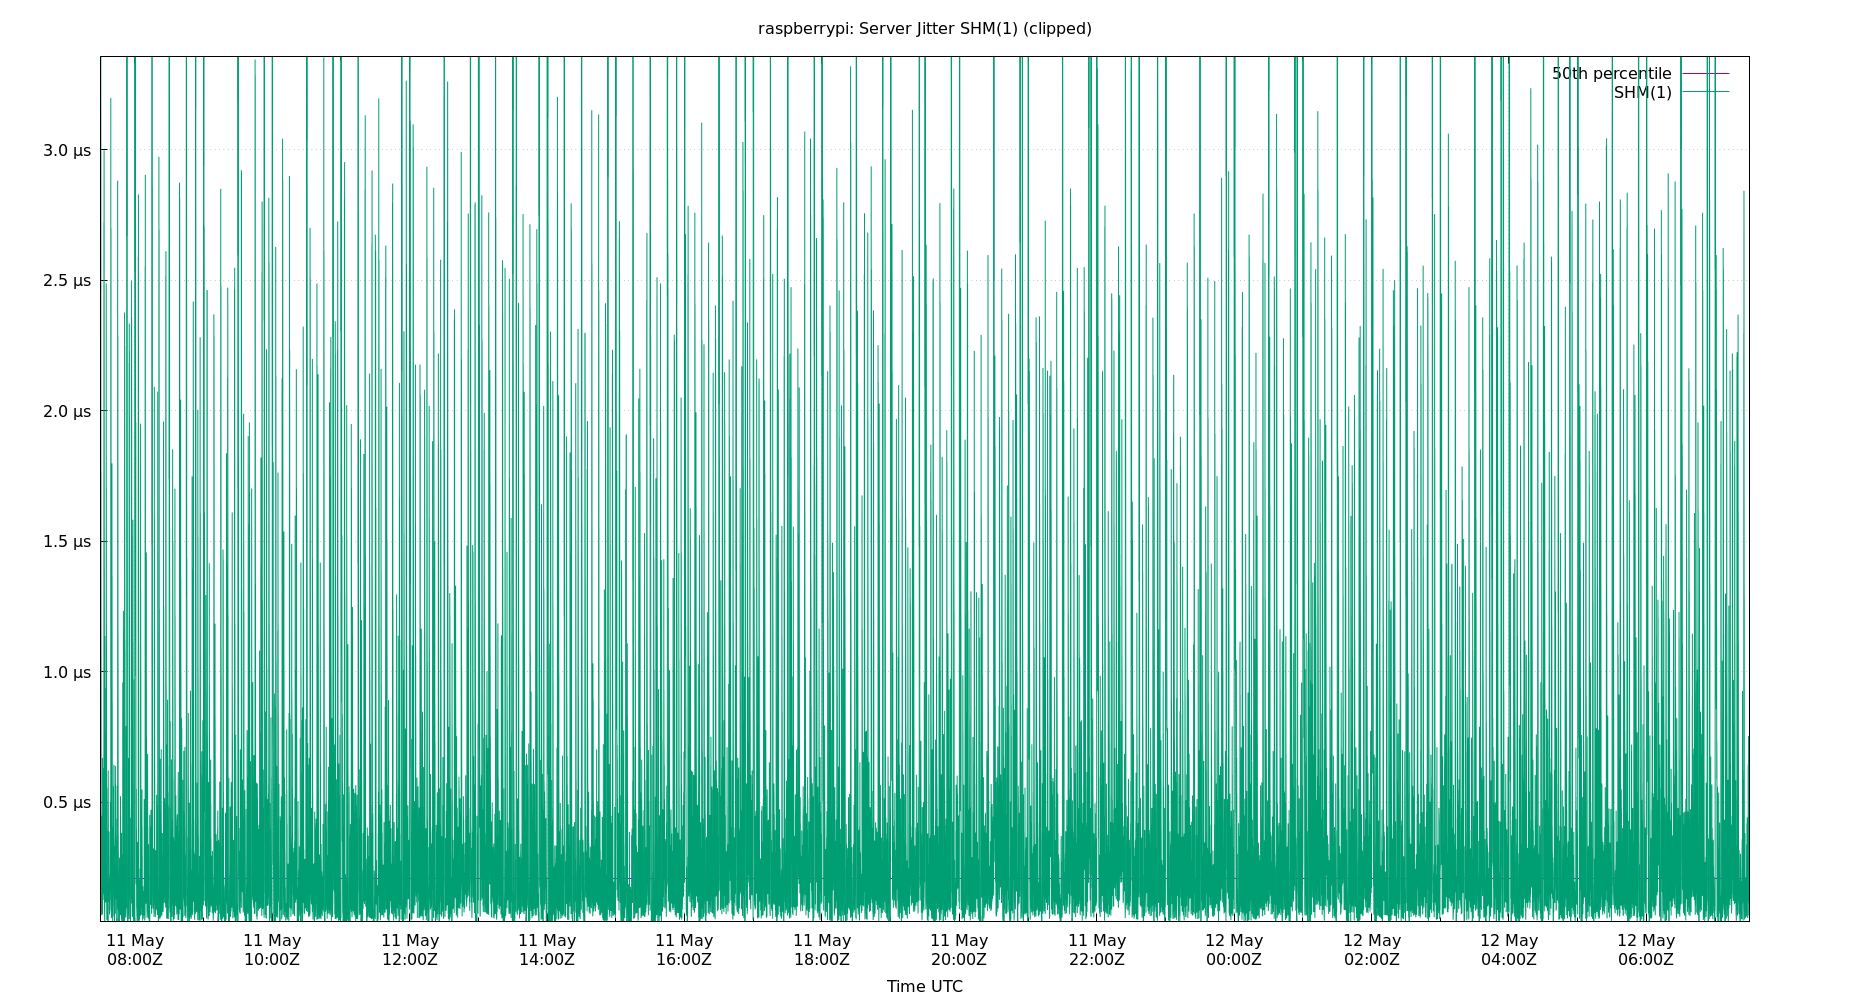 raspberrypi: Server Jitter SHM(1) (clipped)
50th percentile
SHM(1)
3.0 µs
2.5 µs
2.0 µs
1.5 µs
1.0 µs
0.5 µs
11 May 11 May 11 May 11 May 11 May 11 May 11 May 11 May 12 May 12 May 12 May 12 May
08:00Z 10:00Z 12:00Z 14:00Z 16:00Z 18:00Z 20:00Z 22:00Z 00:00Z 02:00Z 04:00Z 06:00Z
Time UTC